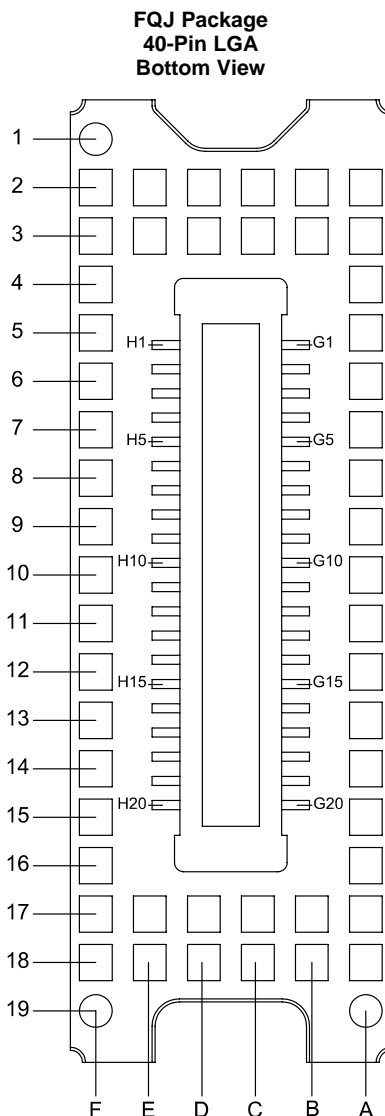 FQJ Package
40-Pin LGA
Bottom View
1
2
3
4
5
H1 G1
6
7
H5 G5
8
9
10
H10 G10
11
12
H15 G15
13
14
15
H20 G20
16
17
18
19
F E D C B A